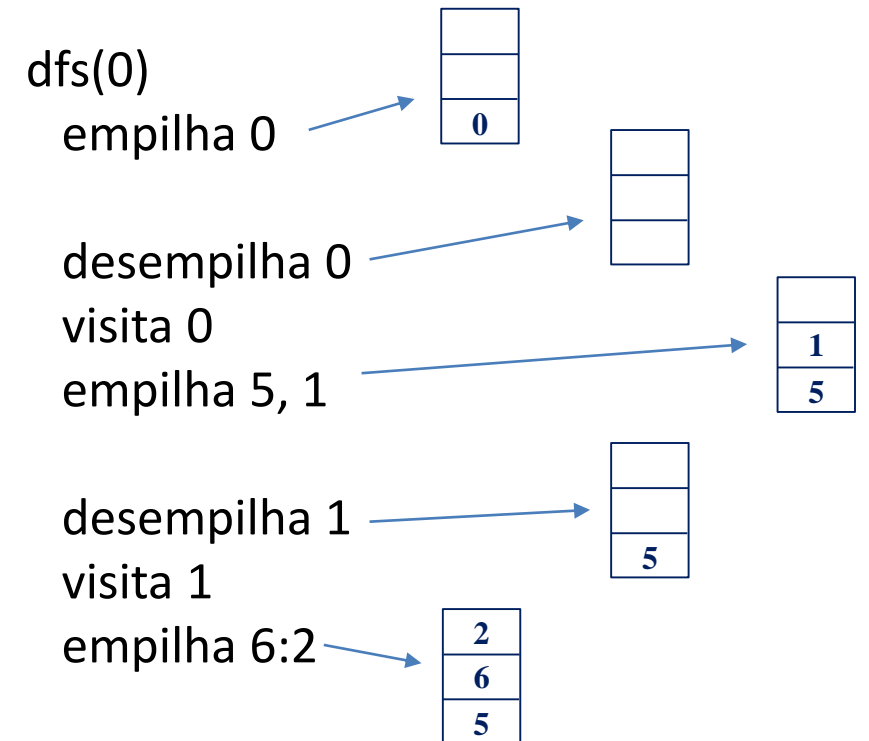 dfs(0)
empilha 0
0
desempilha 0
visita 0
empilha 5, 1
1
5
desempilha 1
5
visita 1
empilha 6:2
2
6
5